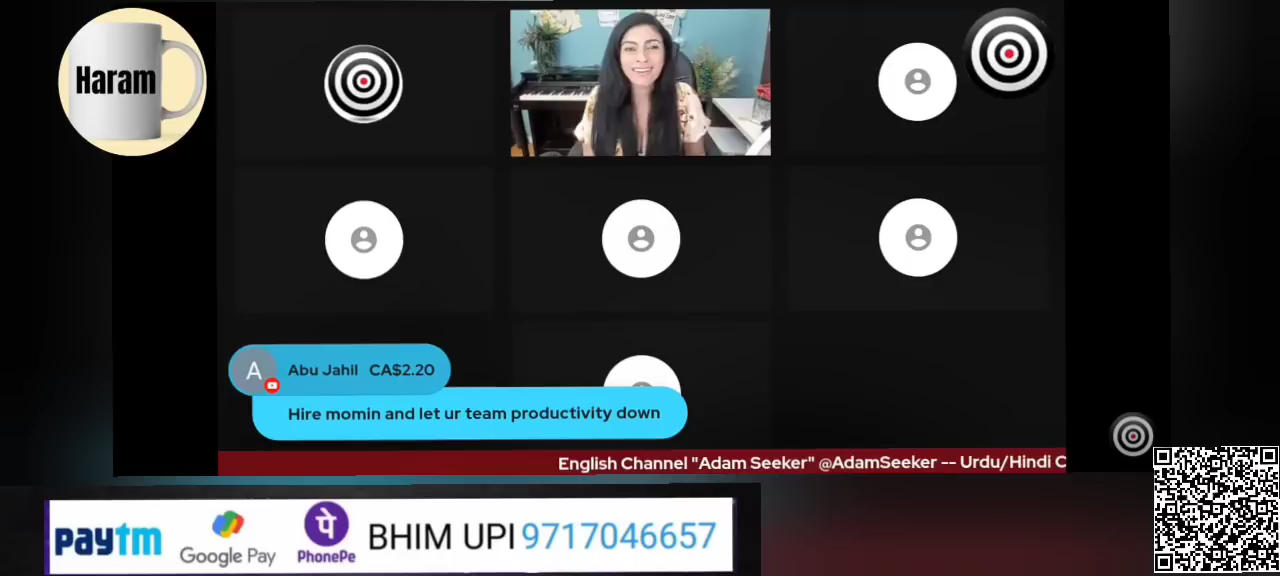 Haram
A
Abu Jahil CA$2.20
Hire momin and let ur team productivity down
English Channel "Adam Seeker" @AdamSeeker -- Urdu/Hindi C
paytm
Google Pay
पे
PhonePe
BHIM UPI 9717046657